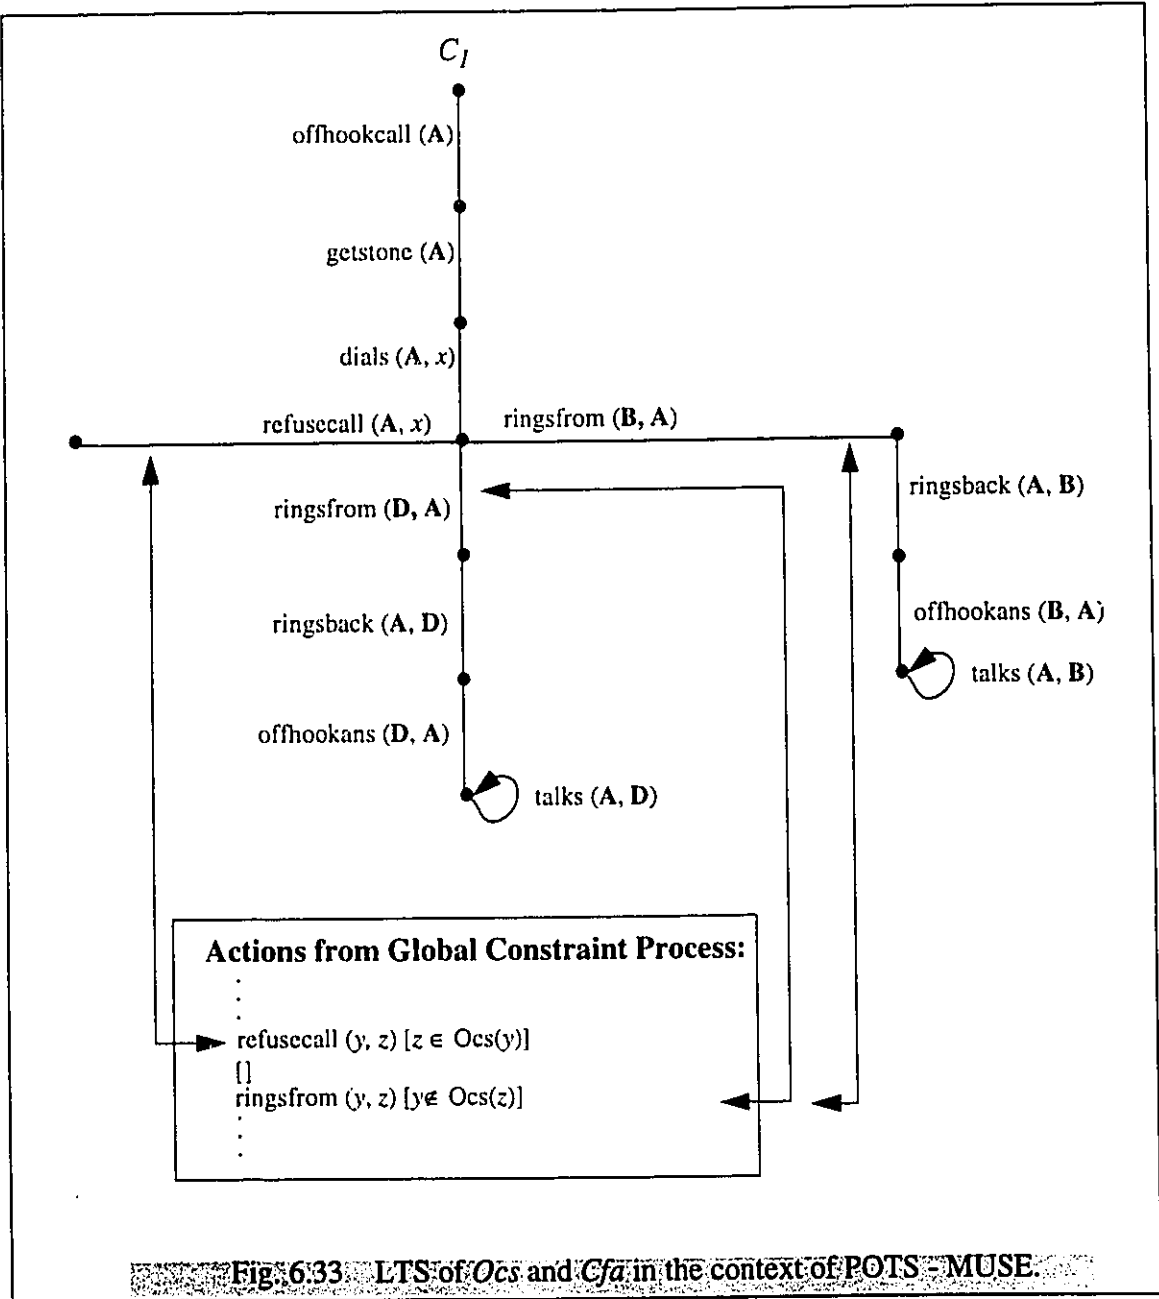 C1
offhookcall (A)
getstone (A)
dials (A, x)
refusecall (A, x)
ringsfrom (B, A)
ringsfrom (D, A)
ringsback (A, B)
ringsback (A, D)
offhookans (B, A)
talks (A, B)
offhookans (D, A)
talks (A, D)
Actions from Global Constraint Process:
.
.
.
refusecall (y, z) [z ∈ Ocs(y)]
[]
ringsfrom (y, z) [y∉ Ocs(z)]
.
.
.
Fig. 6.33 LTS of Ocs and Cfa in the context of POTS - MUSE.